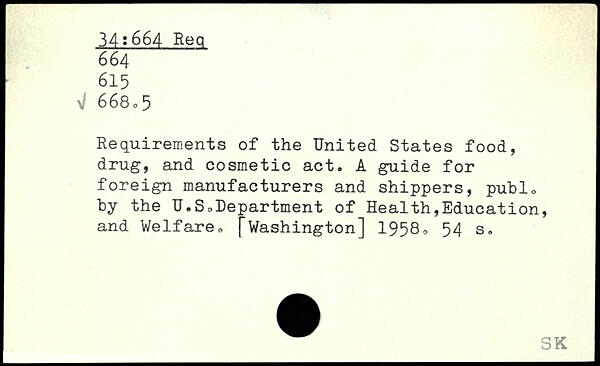 34:664 Req
664
615
√ 668.5
Requirements of the United States food,
drug, and cosmetic act. A guide for
foreign manufacturers and shippers, publ.
by the U.S.Department of Health,Education,
and Welfare. [Washington] 1958. 54 s.
SK